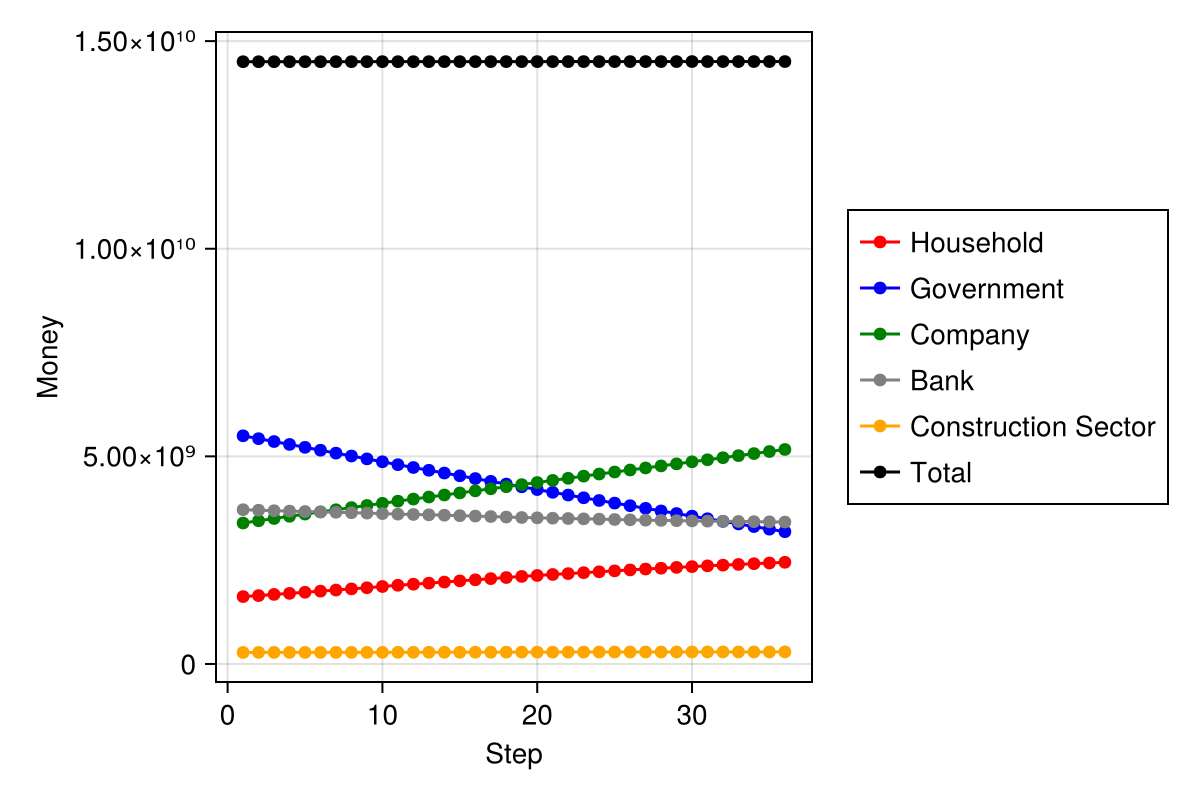 1.50×10¹⁰
1.00×10¹⁰
5.00×10⁹
0
Money
0 10 20 30
Step
Household
Government
Company
Bank
Construction Sector
Total